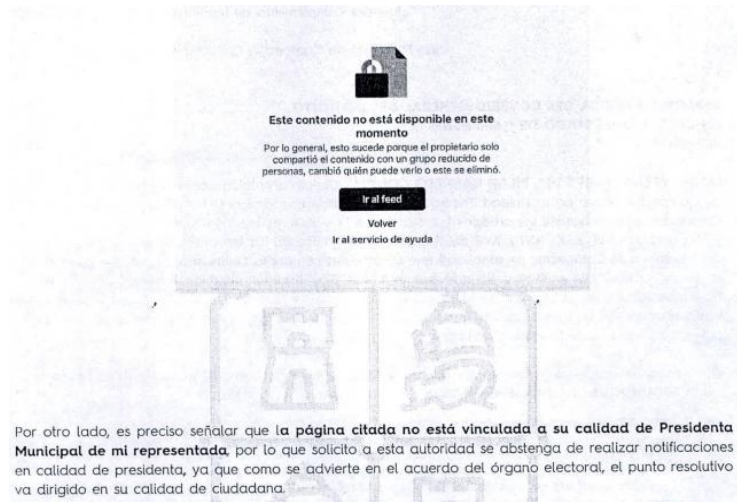 Este contenido no está disponible en este
momento
Por lo general, esto sucede porque el propietario solo
compartió el contenido con un grupo reducido de
personas, cambió quién puede verlo o este se eliminó.
Ir al feed
Volver
Ir al servicio de ayuda
Por otro lado, es preciso señalar que la página citada no está vinculada a su calidad de Presidenta
Municipal de mi representada, por lo que solicito a esta autoridad se abstenga de realizar notificaciones
en calidad de presidenta, ya que como se advierte en el acuerdo del órgano electoral, el punto resolutivo
va dirigido en su calidad de ciudadana.